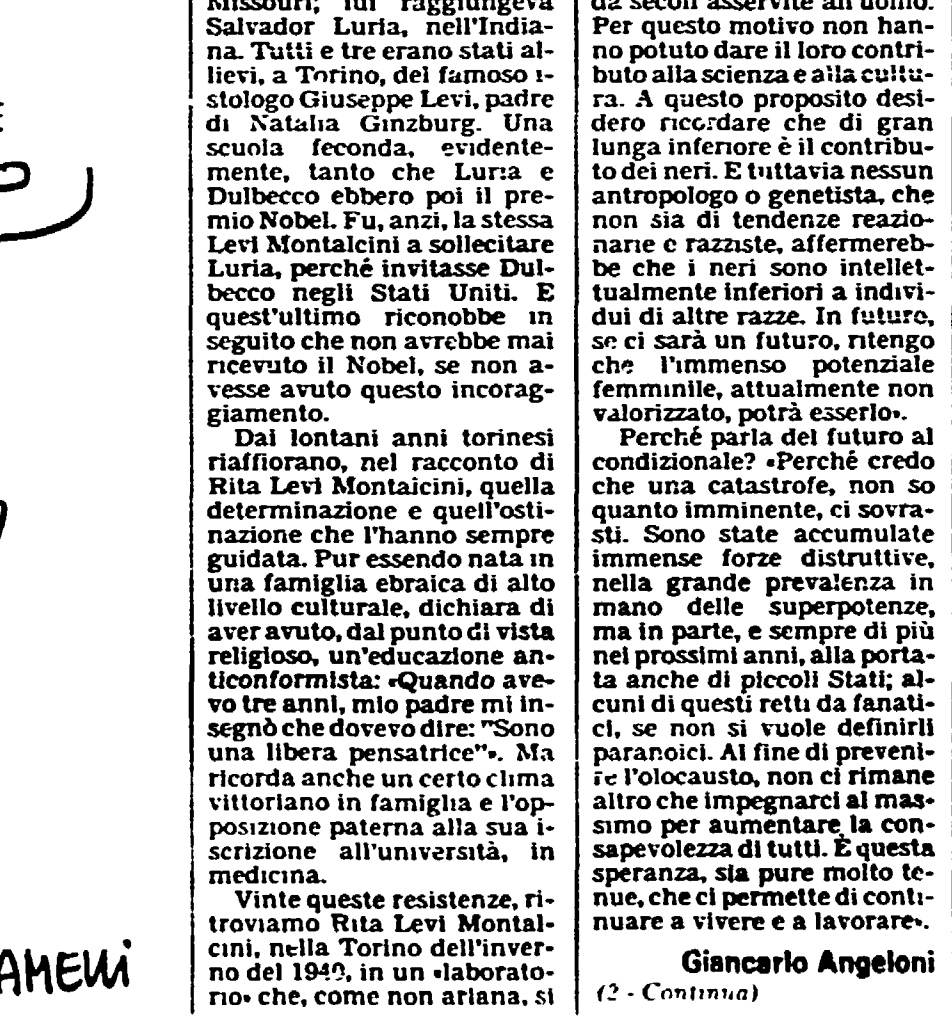 Missouri; lui raggiungeva
Salvador Luria, nell'India-
na. Tutti e tre erano stati al-
lievi, a Torino, del famoso i-
stologo Giuseppe Levi, padre
di Natalia Ginzburg. Una
scuola feconda, evidente-
mente, tanto che Luria e
Dulbecco ebbero poi il pre-
mio Nobel. Fu, anzi, la stessa
Levi Montalcini a sollecitare
Luria, perché invitasse Dul-
becco negli Stati Uniti. E
quest'ultimo riconobbe in
seguito che non avrebbe mai
ricevuto il Nobel, se non a-
vesse avuto questo incorag-
giamento.
Dai lontani anni torinesi
riaffiorano, nel racconto di
Rita Levi Montalcini, quella
determinazione e quell'osti-
nazione che l'hanno sempre
guidata. Pur essendo nata in
una famiglia ebraica di alto
livello culturale, dichiara di
aver avuto, dal punto di vista
religioso, un'educazione an-
ticonformista: «Quando ave-
vo tre anni, mio padre mi in-
segnò che dovevo dire: "Sono
una libera pensatrice"». Ma
ricorda anche un certo clima
vittoriano in famiglia e l'op-
posizione paterna alla sua i-
scrizione all'università, in
medicina.
Vinte queste resistenze, ri-
troviamo Rita Levi Montal-
cini, nella Torino dell'inver-
no del 1940, in un «laborato-
rio» che, come non ariana, si
da secoli asservite all'uomo.
Per questo motivo non han-
no potuto dare il loro contri-
buto alla scienza e alla cultu-
ra. A questo proposito desi-
dero ricordare che di gran
lunga inferiore è il contribu-
to dei neri. E tuttavia nessun
antropologo o genetista, che
non sia di tendenze reazio-
narie e razziste, affermereb-
be che i neri sono intellet-
tualmente inferiori a indivi-
dui di altre razze. In futuro,
se ci sarà un futuro, ritengo
che l'immenso potenziale
femminile, attualmente non
valorizzato, potrà esserlo».
Perché parla del futuro al
condizionale? «Perché credo
che una catastrofe, non so
quanto imminente, ci sovra-
sti. Sono state accumulate
immense forze distruttive,
nella grande prevalenza in
mano delle superpotenze,
ma in parte, e sempre di più
nei prossimi anni, alla porta-
ta anche di piccoli Stati; al-
cuni di questi retti da fanati-
ci, se non si vuole definirli
paranoici. Al fine di preveni-
re l'olocausto, non ci rimane
altro che impegnarci al mas-
simo per aumentare la con-
sapevolezza di tutti. È questa
speranza, sia pure molto te-
nue, che ci permette di conti-
nuare a vivere e a lavorare».
Giancarlo Angeloni
(2 - Continua)